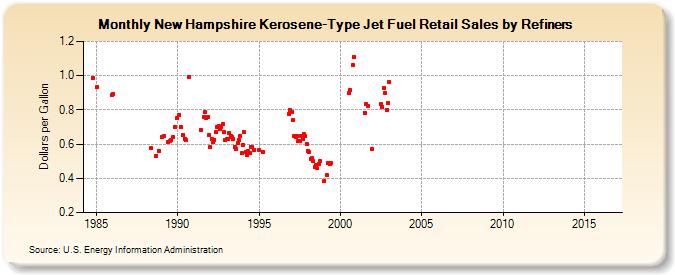 Monthly New Hampshire Kerosene-Type Jet Fuel Retail Sales by Refiners
Dollars per Gallon
1.2
1.0
0.8
0.6
0.4
0.2
1985 1990 1995 2000 2005 2010 2015
Source: U.S. Energy Information Administration